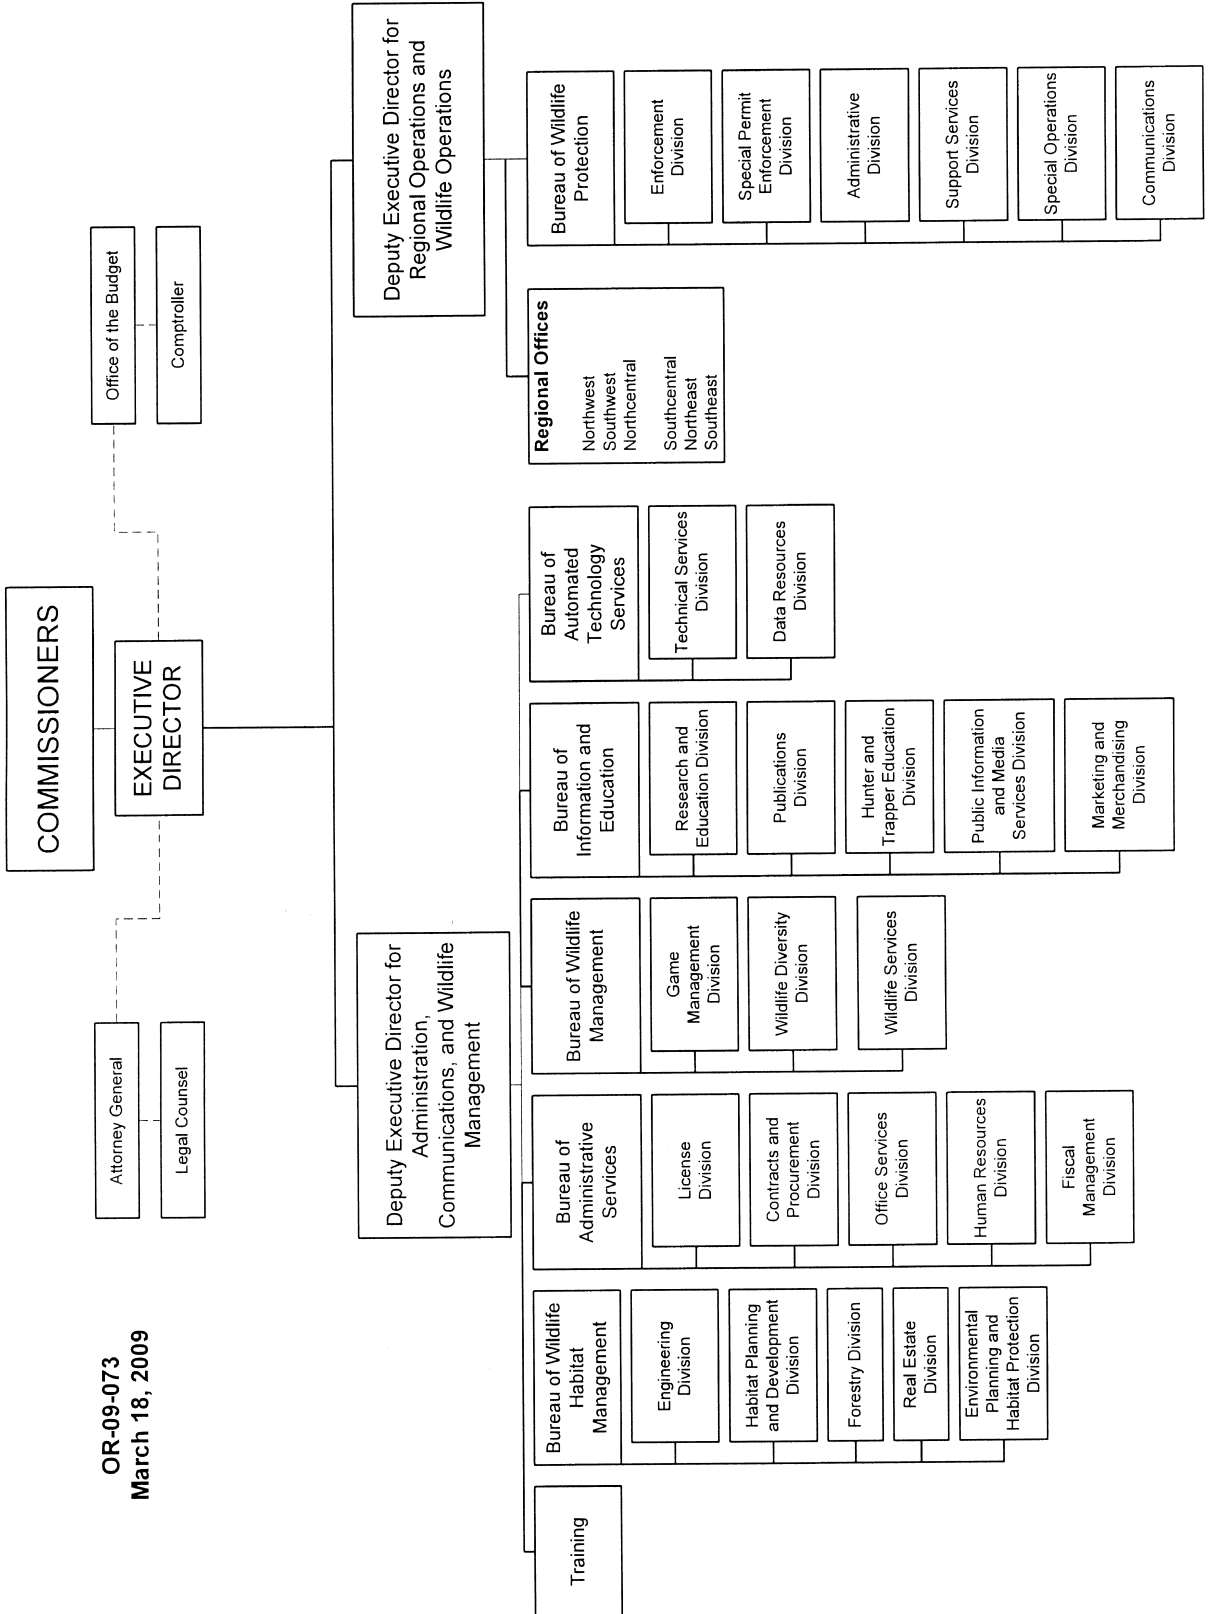 OR-09-073
March 18, 2009
COMMISSIONERS
EXECUTIVE
DIRECTOR
Attorney General
Legal Counsel
Office of the Budget
Comptroller
Deputy Executive Director for
Administration,
Communications, and Wildlife
Management
Deputy Executive Director for
Regional Operations and
Wildlife Operations
Training
Bureau of Wildlife
Habitat
Management
Engineering
Division
Habitat Planning
and Development
Division
Forestry Division
Real Estate
Division
Environmental
Planning and
Habitat Protection
Division
Bureau of
Administrative
Services
License
Division
Contracts and
Procurement
Division
Office Services
Division
Human Resources
Division
Fiscal
Management
Division
Bureau of Wildlife
Management
Game
Management
Division
Wildlife Diversity
Division
Wildlife Services
Division
Bureau of
Information and
Education
Research and
Education Division
Publications
Division
Hunter and
Trapper Education
Division
Public Information
and Media
Services Division
Marketing and
Merchandising
Division
Bureau of
Automated
Technology
Services
Technical Services
Division
Data Resources
Division
Regional Offices
Northwest
Southwest
Northcentral
Southcentral
Northeast
Southeast
Bureau of Wildlife
Protection
Enforcement
Division
Special Permit
Enforcement
Division
Administrative
Division
Support Services
Division
Special Operations
Division
Communications
Division